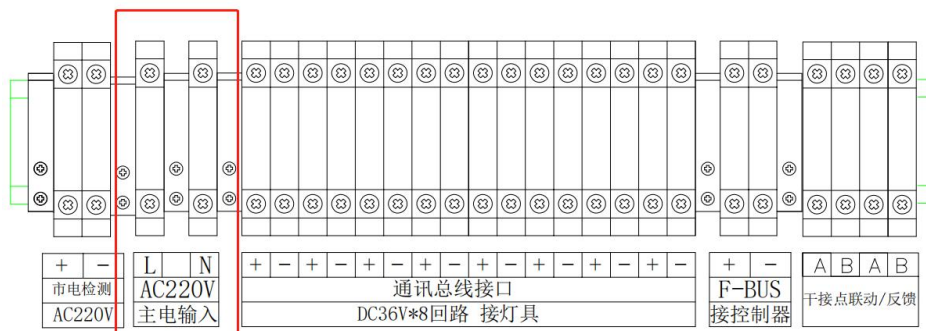 + -
市电检测
AC220V
L N
AC220V
主电输入
+ - + - + - + - + - + - + - + -
通讯总线接口
DC36V*8回路 接灯具
+ -
F-BUS
接控制器
A B A B
干接点联动/反馈